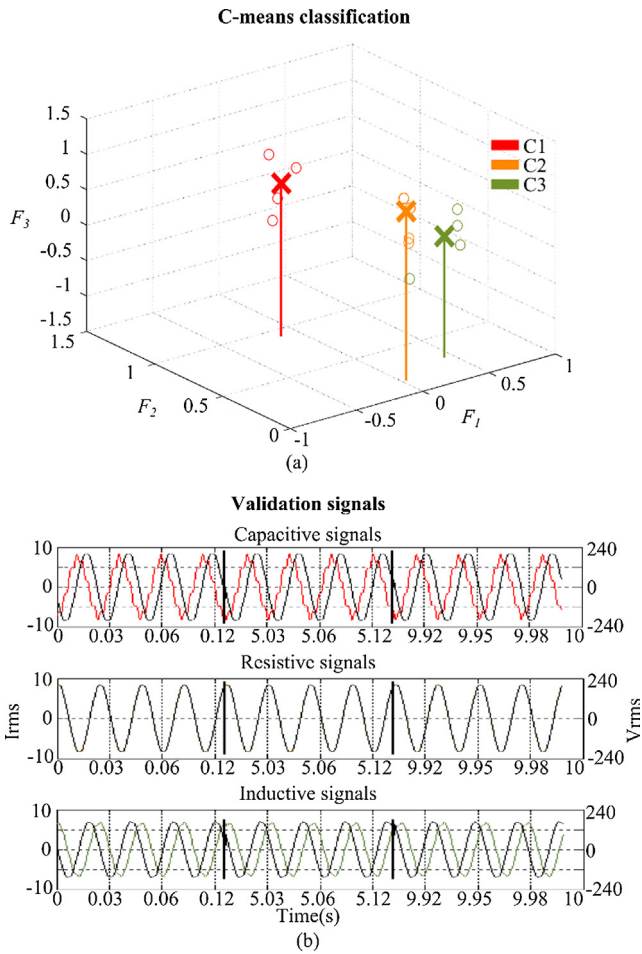 C-means classification
1.5
1
0.5
0
-0.5
-1
-1.5
F3
1.5
1
0.5
0
F2
-1
-0.5
0
0.5
1
F1
C1
C2
C3
(a)
Validation signals
Capacitive signals
10
0
-10
240
0
-240
0 0.03 0.06 0.12 5.03 5.06 5.12 9.92 9.95 9.98 10
Resistive signals
10
0
-10
240
0
-240
0 0.03 0.06 0.12 5.03 5.06 5.12 9.92 9.95 9.98 10
Irms
Vrms
Inductive signals
10
0
-10
240
0
-240
0 0.03 0.06 0.12 5.03 5.06 5.12 9.92 9.95 9.98 10
Time(s)
(b)